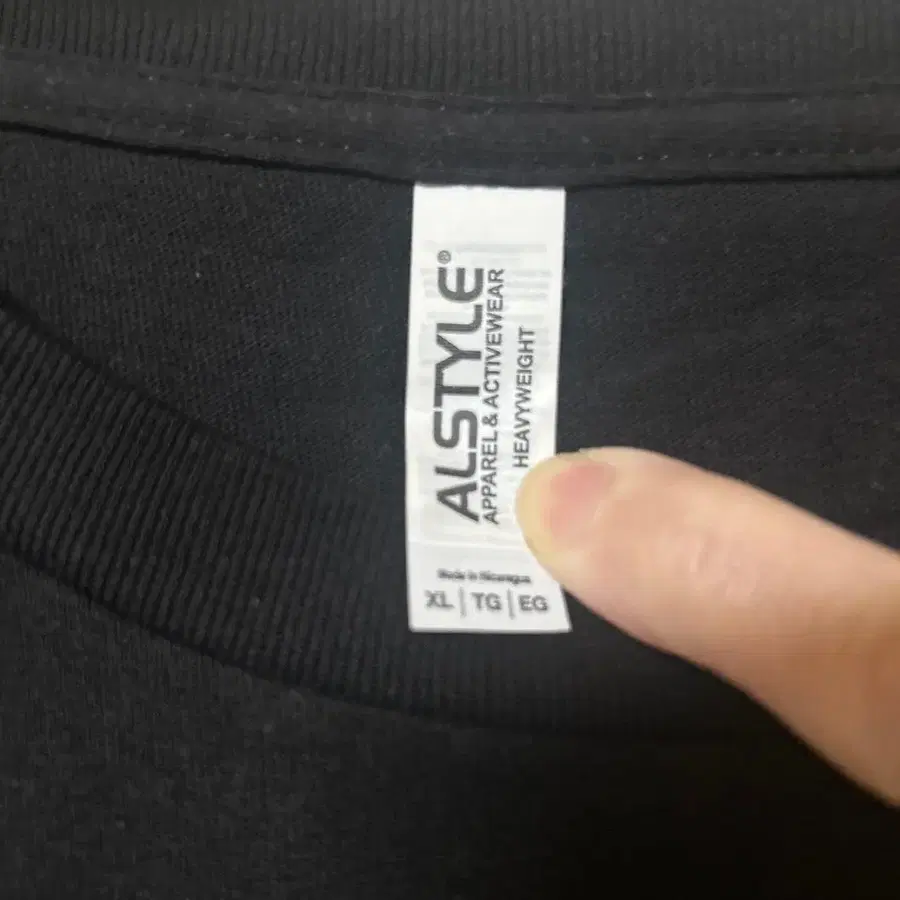 ALSTYLE®
APPAREL & ACTIVEWEAR
HEAVYWEIGHT
Made in Nicaragua
XL | TG | EG